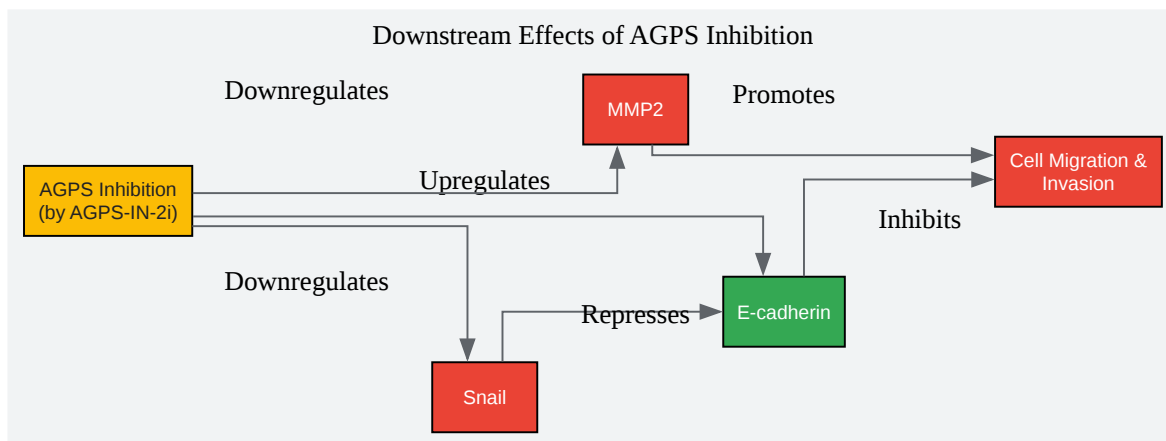 Downstream Effects of AGPS Inhibition
Downregulates
MMP2
Promotes
AGPS Inhibition
(by AGPS-IN-2i)
Upregulates
Cell Migration &
Invasion
Inhibits
Downregulates
Represses
E-cadherin
Snail